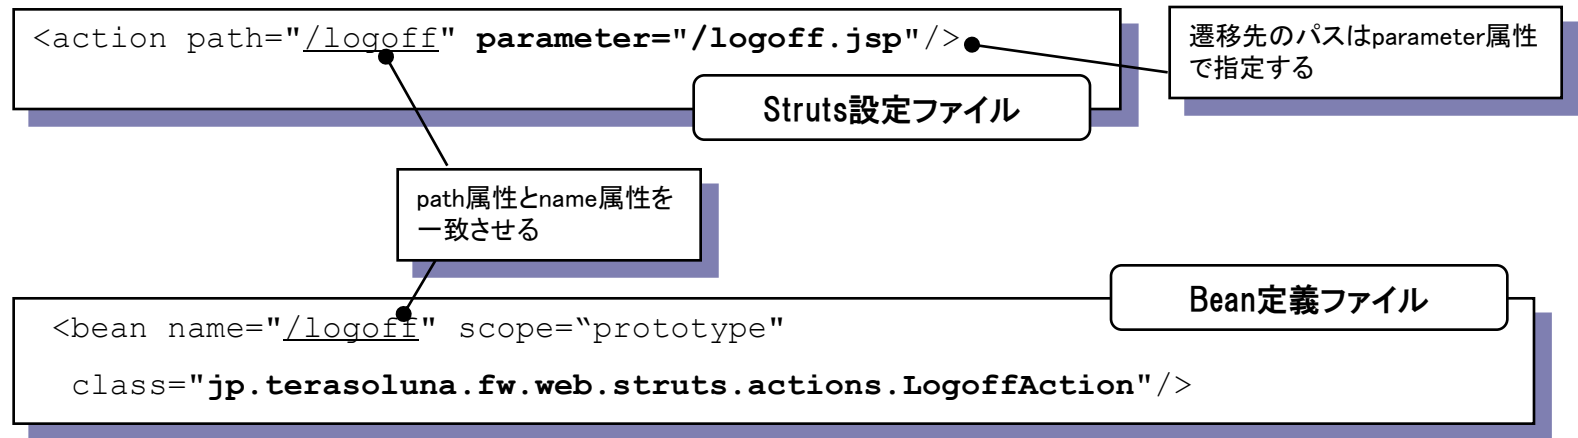 <action path="/logoff" parameter="/logoff.jsp"/>
遷移先のパスはparameter属性
で指定する
Struts設定ファイル
path属性とname属性を
一致させる
Bean定義ファイル
<bean name="/logoff" scope=“prototype"
class="jp.terasoluna.fw.web.struts.actions.LogoffAction"/>